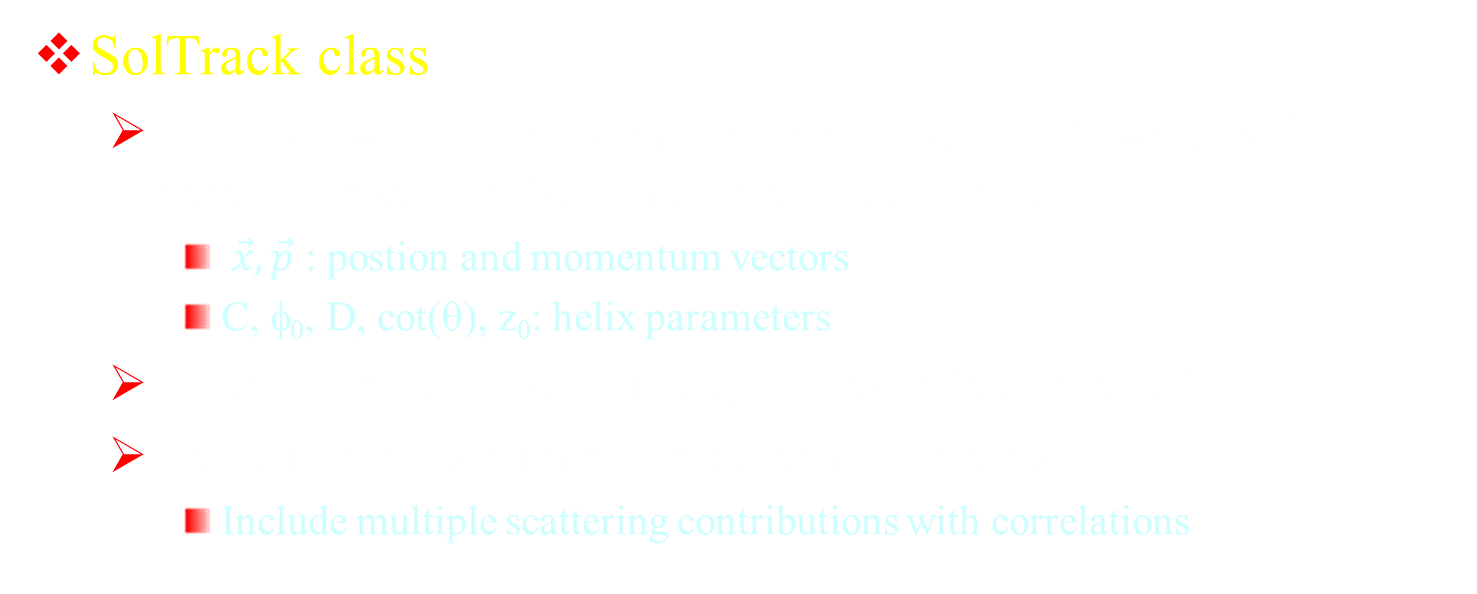 ❖ SolTrack class
➢
■ x⃗, p⃗ : postion and momentum vectors
■ C, ϕ₀, D, cot(θ), z₀: helix parameters
➢
➢
■ Include multiple scattering contributions with correlations